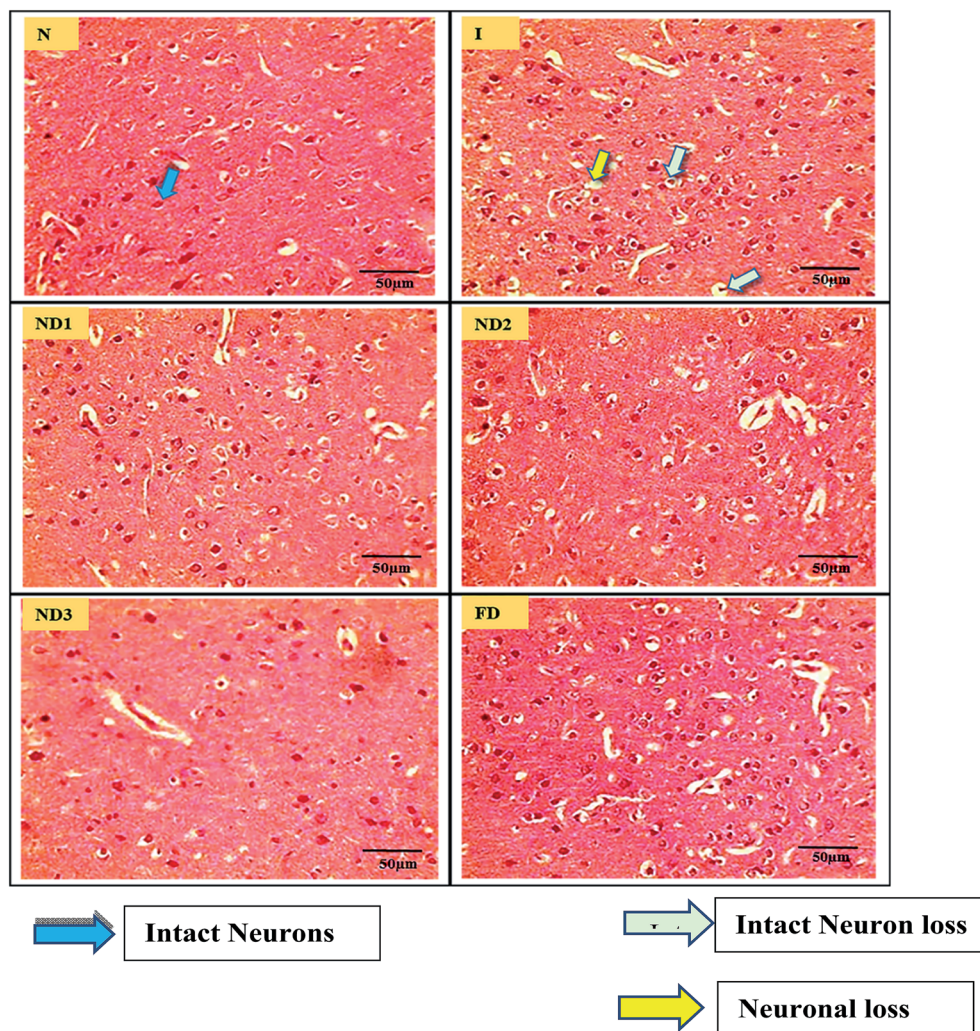 N
I
50µm
50µm
ND1
ND2
50µm
50µm
ND3
FD
50µm
50µm
Intact Neurons
Intact Neuron loss
Neuronal loss